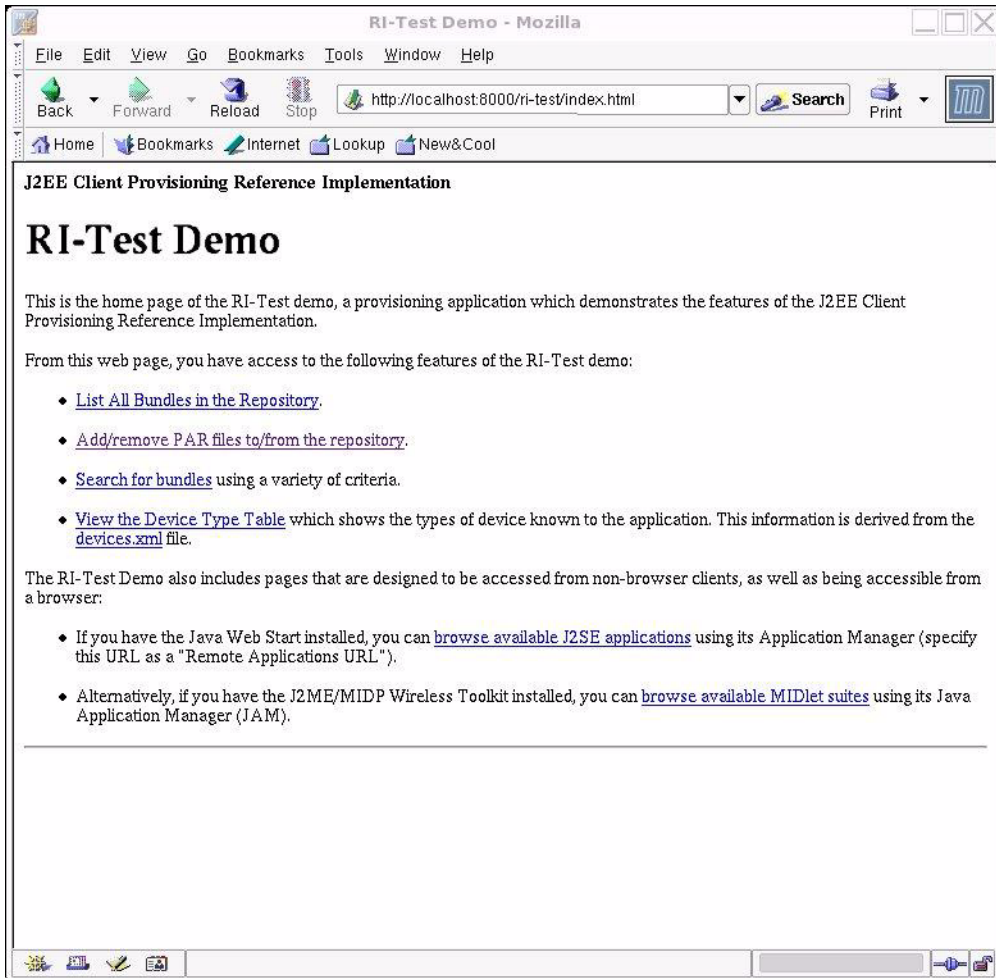 RI-Test Demo - Mozilla
File Edit View Go Bookmarks Tools Window Help
Back Forward Reload Stop http://localhost:8000/ri-test/index.html Search Print
Home Bookmarks Internet Lookup New&Cool
J2EE Client Provisioning Reference Implementation
RI-Test Demo
This is the home page of the RI-Test demo, a provisioning application which demonstrates the features of the J2EE Client
Provisioning Reference Implementation.
From this web page, you have access to the following features of the RI-Test demo:
List All Bundles in the Repository.
Add/remove PAR files to/from the repository.
Search for bundles using a variety of criteria.
View the Device Type Table which shows the types of device known to the application. This information is derived from the
devices.xml file.
The RI-Test Demo also includes pages that are designed to be accessed from non-browser clients, as well as being accessible from
a browser:
If you have the Java Web Start installed, you can browse available J2SE applications using its Application Manager (specify
this URL as a "Remote Applications URL").
Alternatively, if you have the J2ME/MIDP Wireless Toolkit installed, you can browse available MIDlet suites using its Java
Application Manager (JAM).